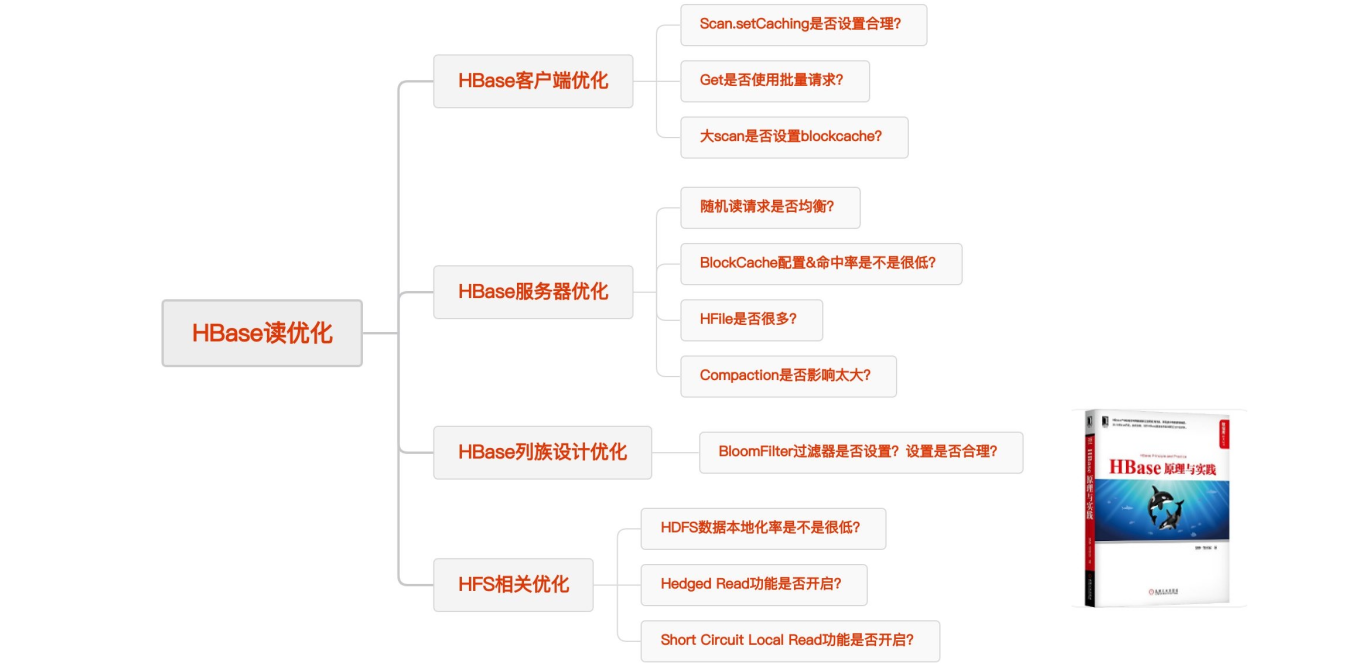 HBase读优化
HBase客户端优化
Scan.setCaching是否设置合理?
Get是否使用批量请求?
大scan是否设置blockcache?
HBase服务器优化
随机读请求是否均衡?
BlockCache配置&命中率是不是很低?
HFile是否很多?
Compaction是否影响太大?
HBase列族设计优化
BloomFilter过滤器是否设置？设置是否合理?
HFS相关优化
HDFS数据本地化率是不是很低?
Hedged Read功能是否开启?
Short Circuit Local Read功能是否开启?
HBase 原理与实践
HBase 原理与实践